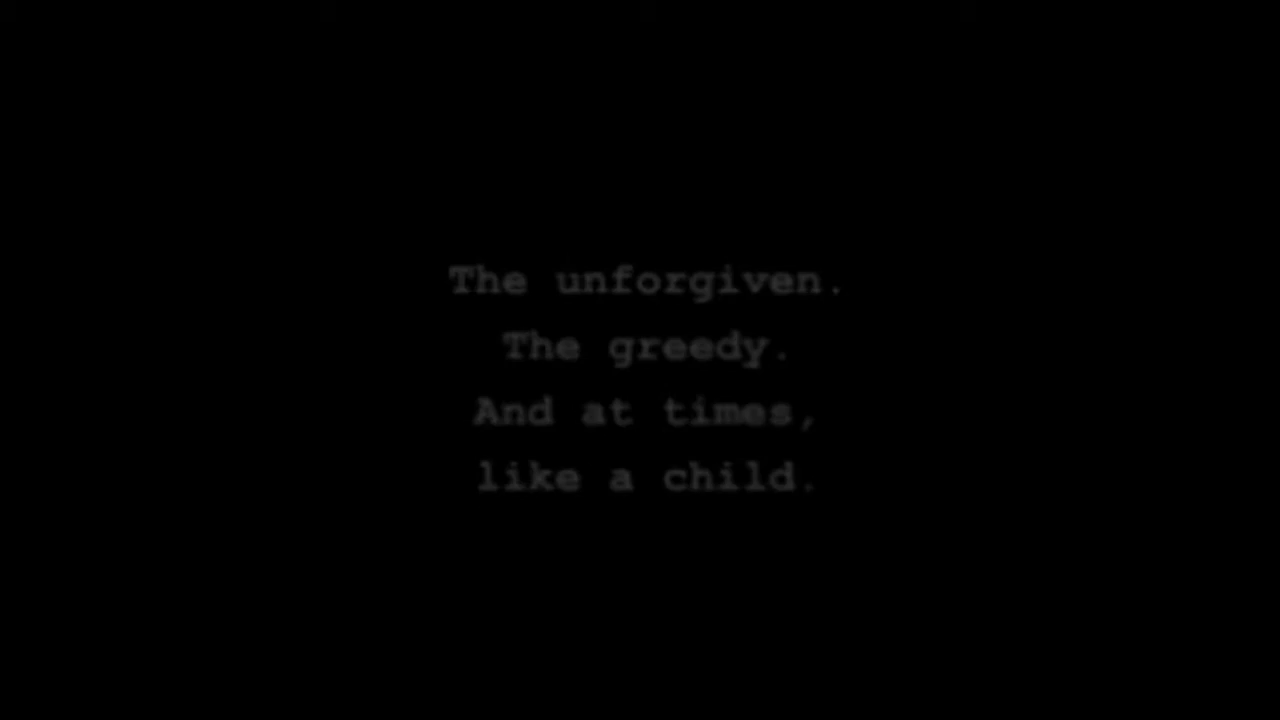 The unforgiven.
The greedy.
And at times,
like a child.